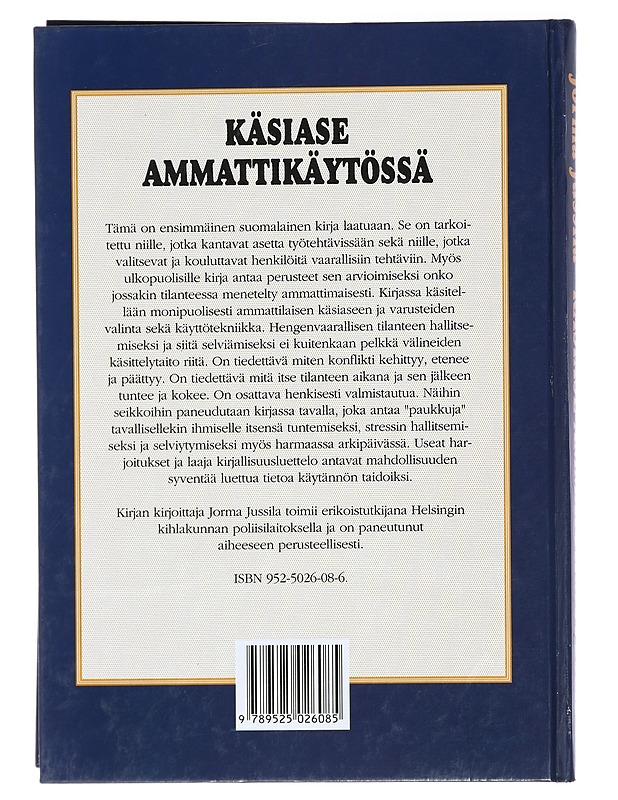 KÄSIASE
AMMATTIKÄYTÖSSÄ
Tämä on ensimmäinen suomalainen kirja laatuaan. Se on tarkoi-
tettu niille, jotka kantavat asetta työtehtävissään sekä niille, jotka
valitsevat ja kouluttavat henkilöitä vaarallisiin tehtäviin. Myös
ulkopuolisille kirja antaa perusteet sen arvioimiseksi onko
jossakin tilanteessa menetelty ammattimaisesti. Kirjassa käsitel-
lään monipuolisesti ammattilaisen käsiaseen ja varusteiden
valinta sekä käyttötekniikka. Hengenvaarallisen tilanteen hallitse-
miseksi ja siitä selviämiseksi ei kuitenkaan pelkkä välineiden
käsittelytaito riitä. On tiedettävä miten konflikti kehittyy, etenee
ja päättyy. On tiedettävä mitä itse tilanteen aikana ja sen jälkeen
tuntee ja kokee. On osattava henkisesti valmistautua. Näihin
seikkoihin paneudutaan kirjassa tavalla, joka antaa "paukkuja"
tavallisellekin ihmiselle itsensä tuntemiseksi, stressin hallitsemi-
seksi ja selviytymiseksi myös harmaassa arkipäivässä. Useat har-
joitukset ja laaja kirjallisuusluettelo antavat mahdollisuuden
syventää luettua tietoa käytännön taidoiksi.
Kirjan kirjoittaja Jorma Jussila toimii erikoistutkijana Helsingin
kihlakunnan poliisilaitoksella ja on paneutunut
aiheeseen perusteellisesti.
ISBN 952-5026-08-6.
9 789525 026085